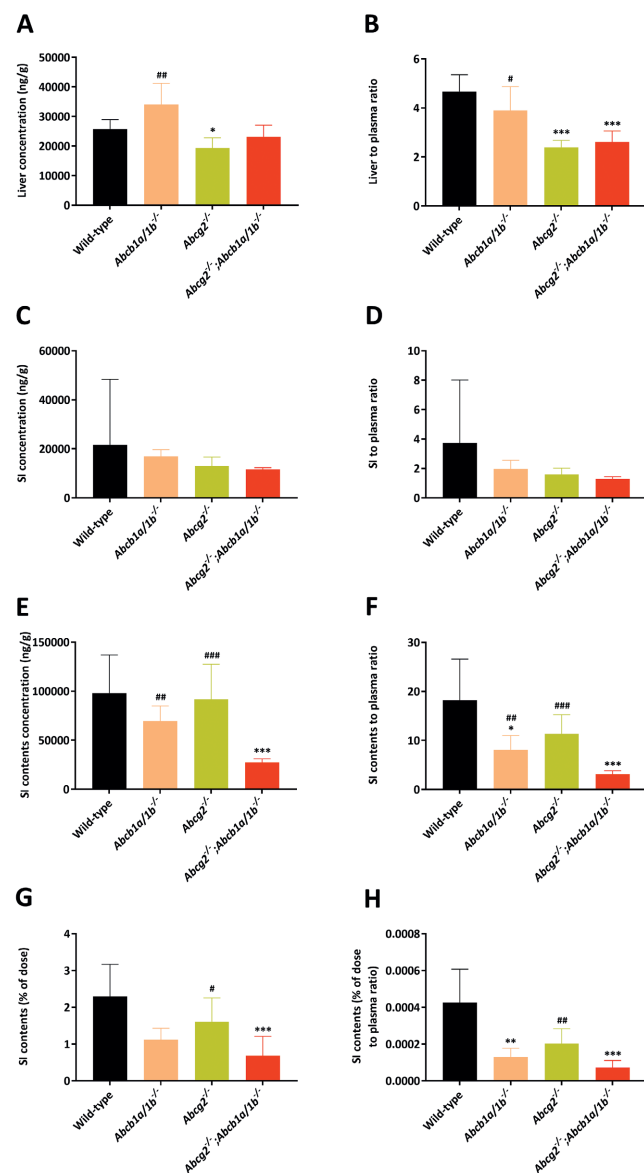 A
Liver concentration (ng/g)
50000
40000
30000
20000
10000
0
##
*
Wild-type
Abcb1a/1b-/-
Abcg2-/-
Abcg2-/-;Abcb1a/1b-/-
B
Liver to plasma ratio
6
4
2
0
#
***
***
Wild-type
Abcb1a/1b-/-
Abcg2-/-
Abcg2-/-;Abcb1a/1b-/-
C
SI concentration (ng/g)
60000
40000
20000
0
Wild-type
Abcb1a/1b-/-
Abcg2-/-
Abcg2-/-;Abcb1a/1b-/-
D
SI to plasma ratio
10
8
6
4
2
0
Wild-type
Abcb1a/1b-/-
Abcg2-/-
Abcg2-/-;Abcb1a/1b-/-
E
SI contents concentration (ng/g)
150000
100000
50000
0
##
###
***
Wild-type
Abcb1a/1b-/-
Abcg2-/-
Abcg2-/-;Abcb1a/1b-/-
F
SI contents to plasma ratio
30
20
10
0
##
*
###
***
Wild-type
Abcb1a/1b-/-
Abcg2-/-
Abcg2-/-;Abcb1a/1b-/-
G
SI contents (% of dose)
4
3
2
1
0
#
***
Wild-type
Abcb1a/1b-/-
Abcg2-/-
Abcg2-/-;Abcb1a/1b-/-
H
SI contents (% of dose
to plasma ratio)
0.0008
0.0006
0.0004
0.0002
0.0000
**
##
***
Wild-type
Abcb1a/1b-/-
Abcg2-/-
Abcg2-/-;Abcb1a/1b-/-